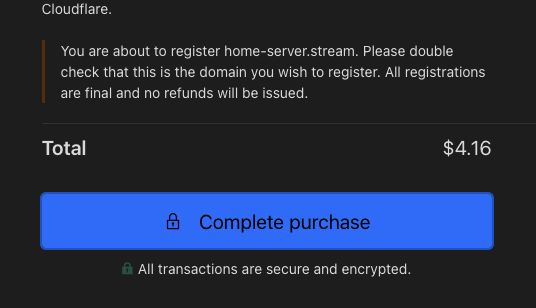 Cloudflare.
You are about to register home-server.stream. Please double
check that this is the domain you wish to register. All registrations
are final and no refunds will be issued.
Total $4.16
Complete purchase
All transactions are secure and encrypted.